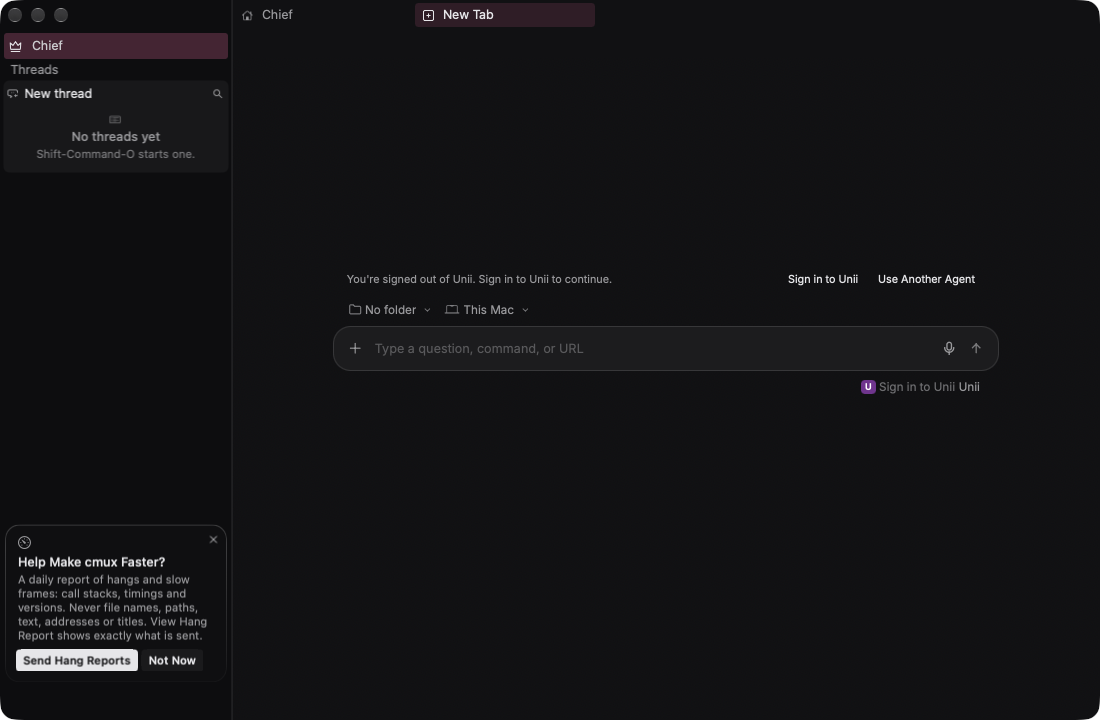 Chief
Threads
New thread
No threads yet
Shift-Command-O starts one.
Help Make cmux Faster?
A daily report of hangs and slow
frames: call stacks, timings and
versions. Never file names, paths,
text, addresses or titles. View Hang
Report shows exactly what is sent.
Send Hang Reports Not Now
Chief New Tab
You're signed out of Unii. Sign in to Unii to continue. Sign in to Unii Use Another Agent
No folder This Mac
Type a question, command, or URL
U Sign in to Unii Unii